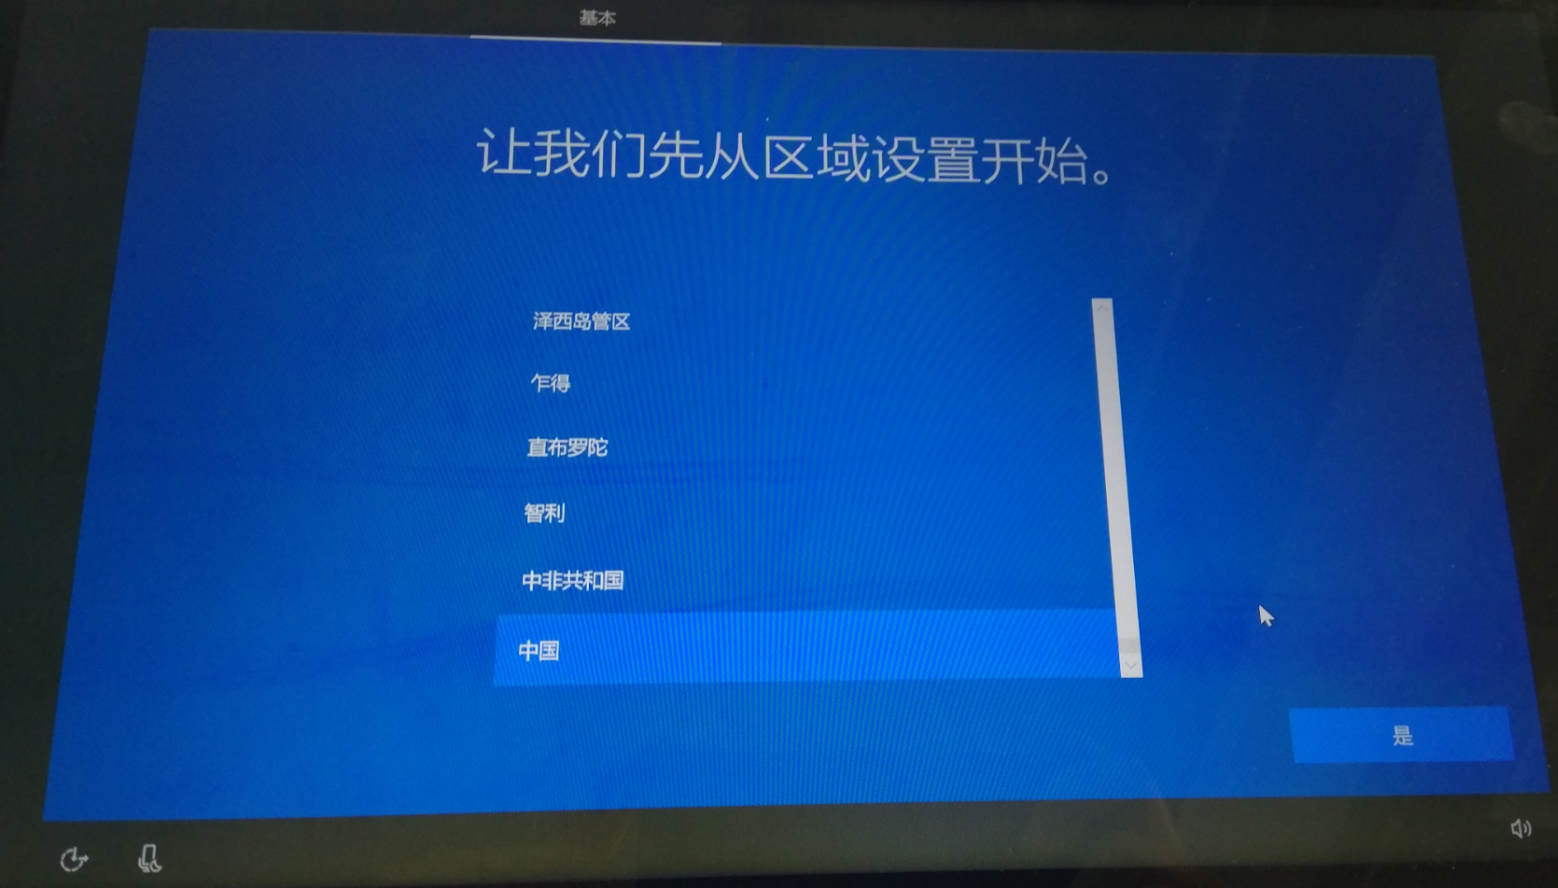 基本
让我们先从区域设置开始。
泽西岛管区
乍得
直布罗陀
智利
中非共和国
中国
是